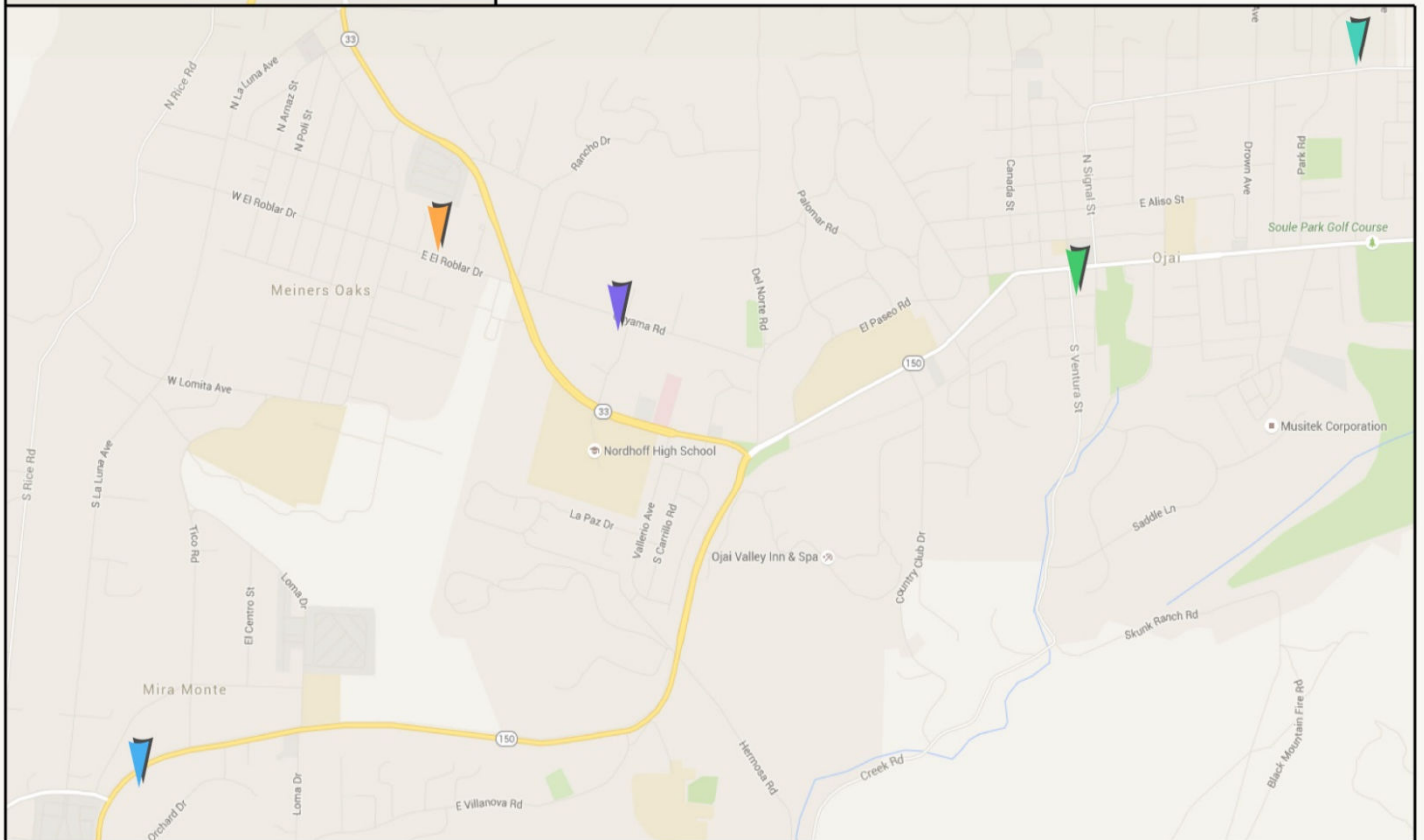 33
N Rice Rd
N La Luna Ave
N Arnaz St
N Poli St
Rancho Dr
W El Roblar Dr
E El Roblar Dr
Meiners Oaks
Palomar Rd
Canada St
N Signal St
E Aliso St
Drown Ave
Park Rd
Soule Park Golf Course
Ojai
Del Norte Rd
El Paseo Rd
yama Rd
150
S Ventura St
W Lomita Ave
33
Nordhoff High School
Musitek Corporation
S Rice Rd
S La Luna Ave
La Paz Dr
Vallerio Ave
S Carrillo Rd
Saddle Ln
Tico Rd
Ojai Valley Inn & Spa
Country Club Dr
Loma Dr
El Centro St
Skunk Ranch Rd
Mira Monte
150
Hermosa Rd
Creek Rd
Black Mountain Fire Rd
Loma Dr
E Villanova Rd
Orchard Dr